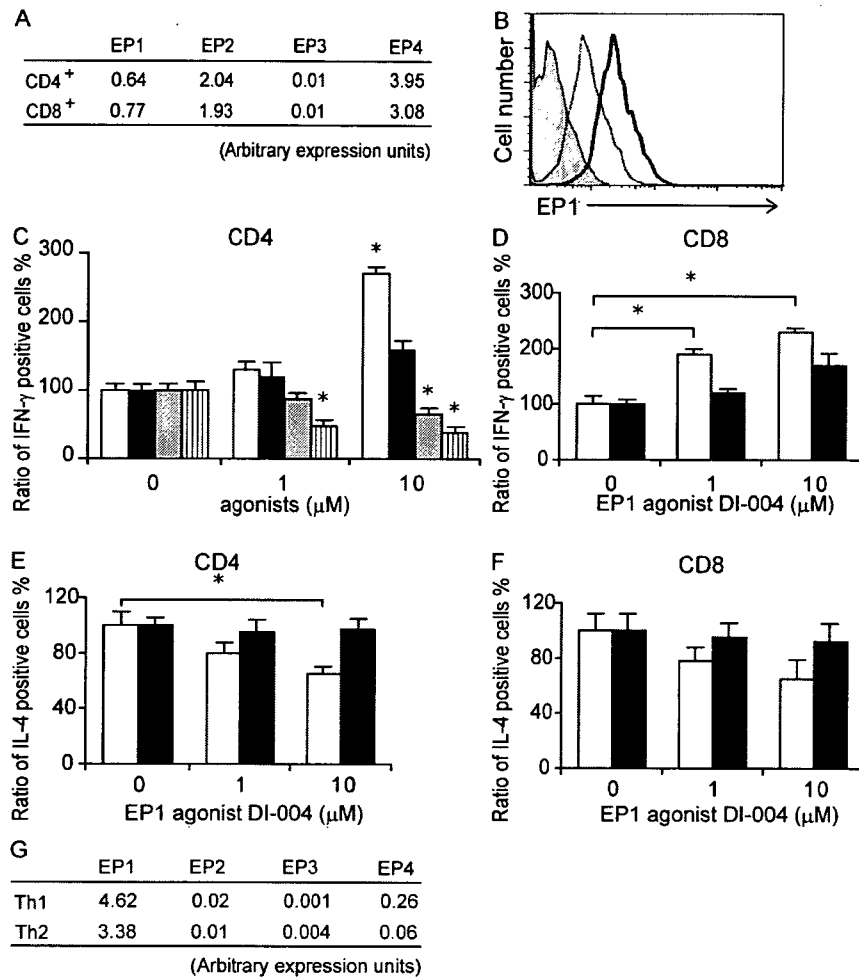 A
EP1 EP2 EP3 EP4
CD4+ 0.64 2.04 0.01 3.95
CD8+ 0.77 1.93 0.01 3.08
(Arbitrary expression units)
B
Cell number
EP1
C
CD4
Ratio of IFN-γ positive cells %
300
200
100
0
*
*
*
*
0 1 10
agonists (μM)
D
CD8
Ratio of IFN-γ positive cells %
300
200
100
0
*
*
0 1 10
EP1 agonist DI-004 (μM)
E
CD4
Ratio of IL-4 positive cells %
120
80
40
0
*
0 1 10
EP1 agonist DI-004 (μM)
F
CD8
Ratio of IL-4 positive cells %
120
80
40
0
0 1 10
EP1 agonist DI-004 (μM)
G
EP1 EP2 EP3 EP4
Th1 4.62 0.02 0.001 0.26
Th2 3.38 0.01 0.004 0.06
(Arbitrary expression units)